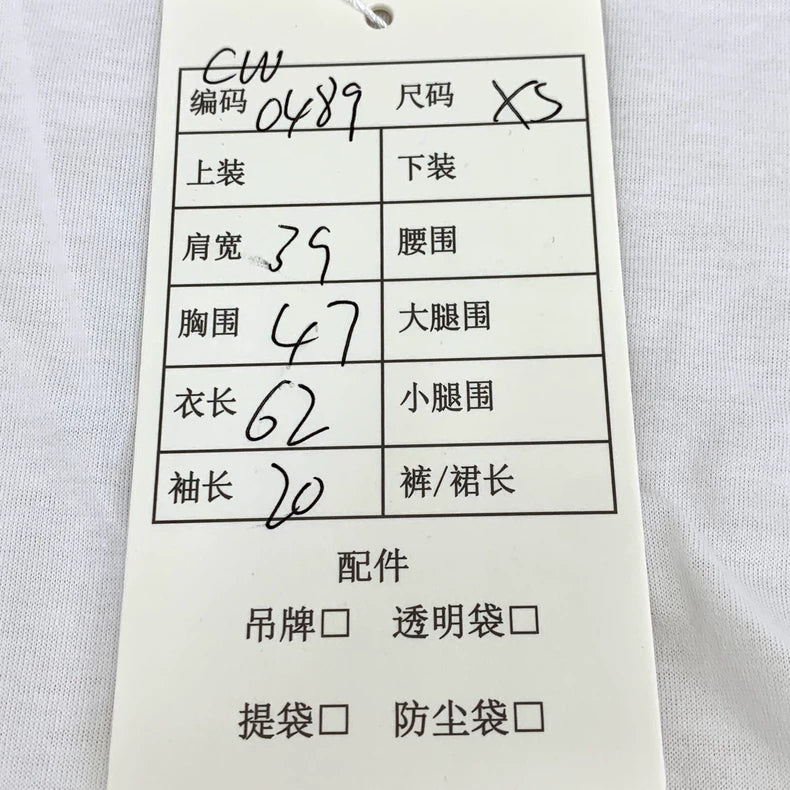 CW
编码 0489 尺码 XS
上装 下装
肩宽 39 腰围
胸围 47 大腿围
衣长 62 小腿围
袖长 20 裤/裙长
配件
吊牌□ 透明袋□
提袋□ 防尘袋□